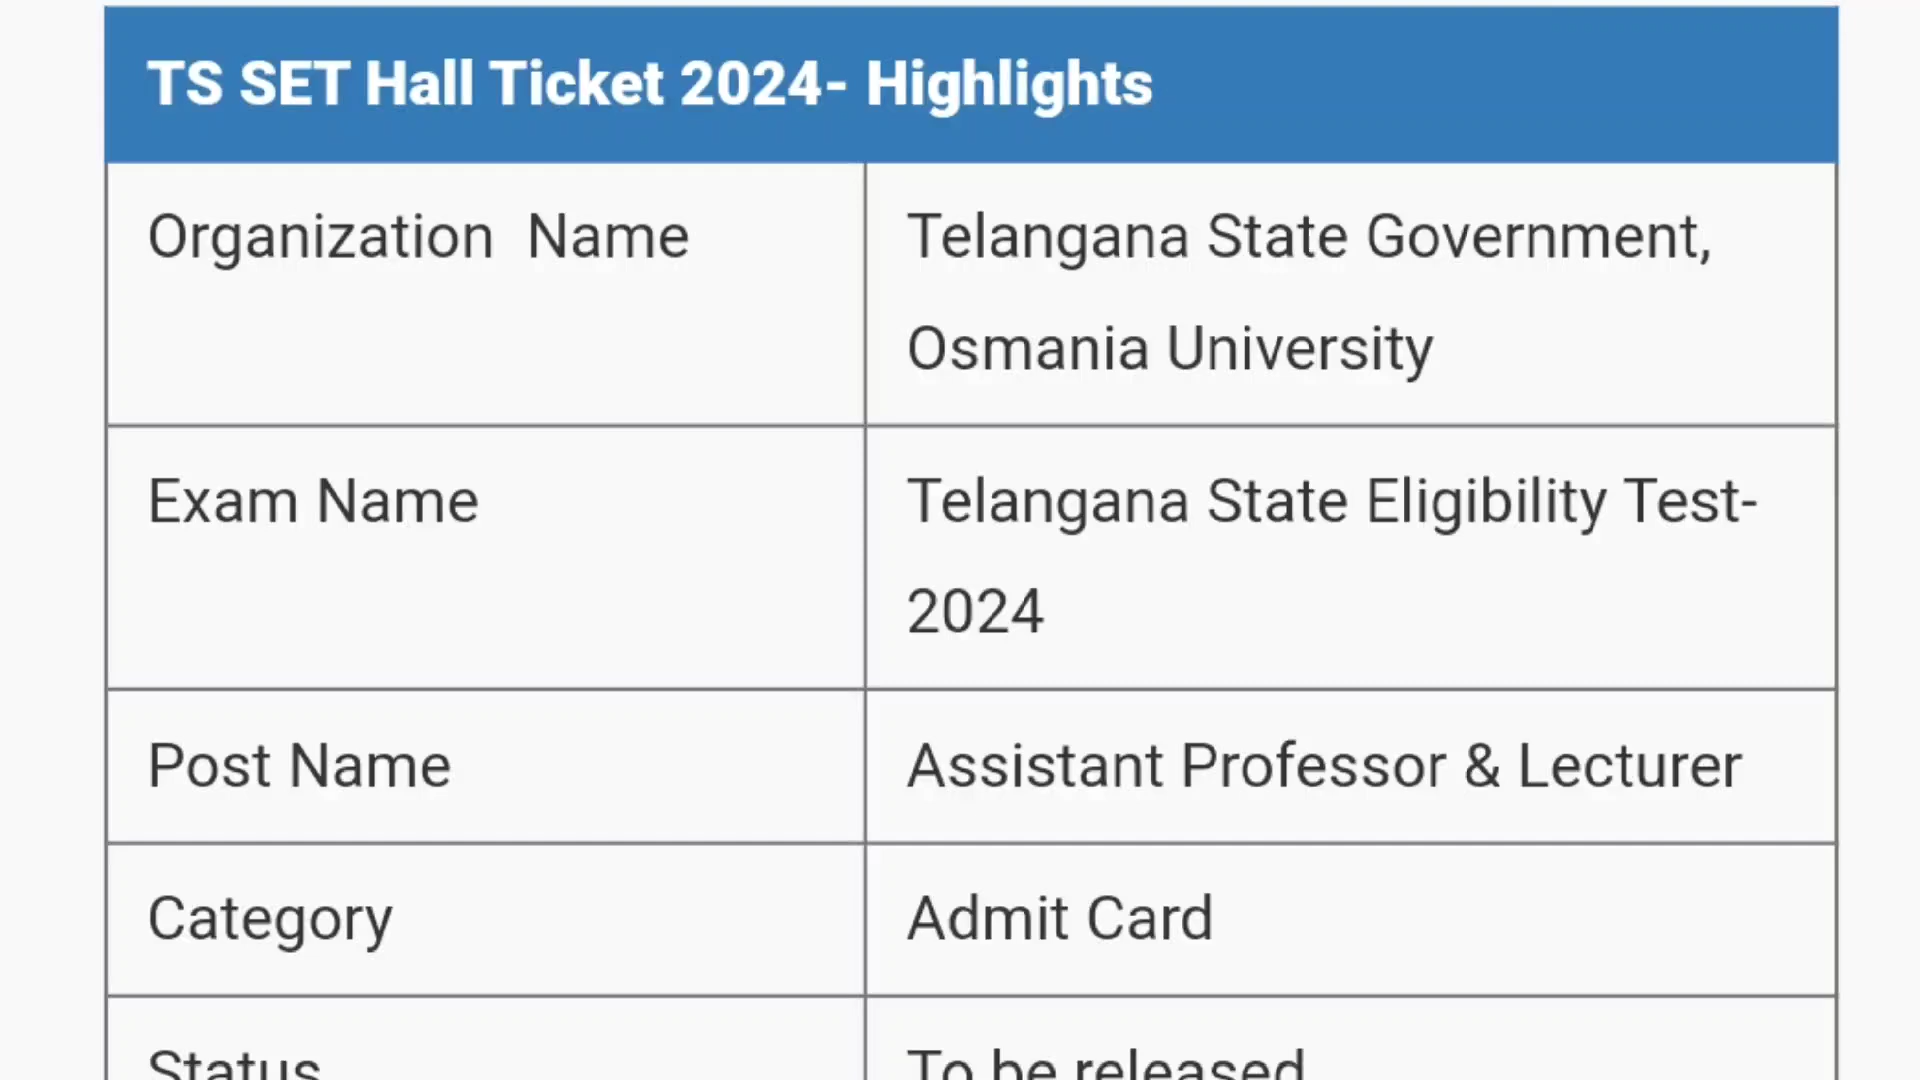 TS SET Hall Ticket 2024- Highlights
Organization  Name
Telangana State Government,
Osmania University
Exam Name
Telangana State Eligibility Test-
2024
Post Name
Assistant Professor & Lecturer
Category
Admit Card
Status
To be released